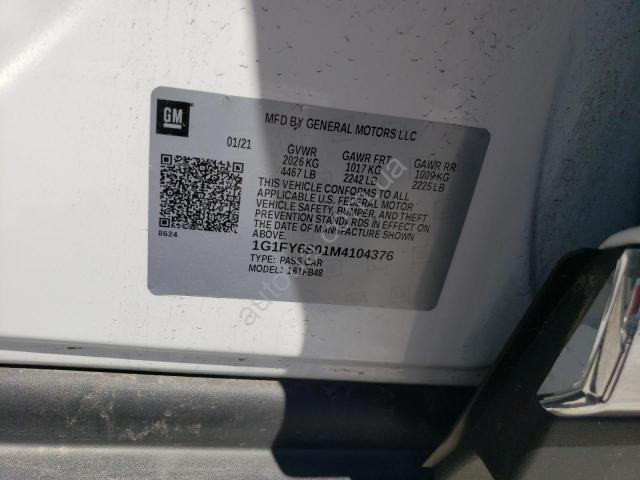 GM
MFD BY GENERAL MOTORS LLC
01/21
GVWR GAWR FRT GAWR RR
2026 KG 1017 KG 1009 KG
4467 LB 2242 LB 2225 LB
THIS VEHICLE CONFORMS TO ALL
APPLICABLE U.S. FEDERAL MOTOR
VEHICLE SAFETY, BUMPER, AND THEFT
PREVENTION STANDARDS IN EFFECT ON
THE DATE OF MANUFACTURE SHOWN
ABOVE.
8624
1G1FY6S01M4104376
TYPE: PASS CAR
MODEL: 1G1FB48